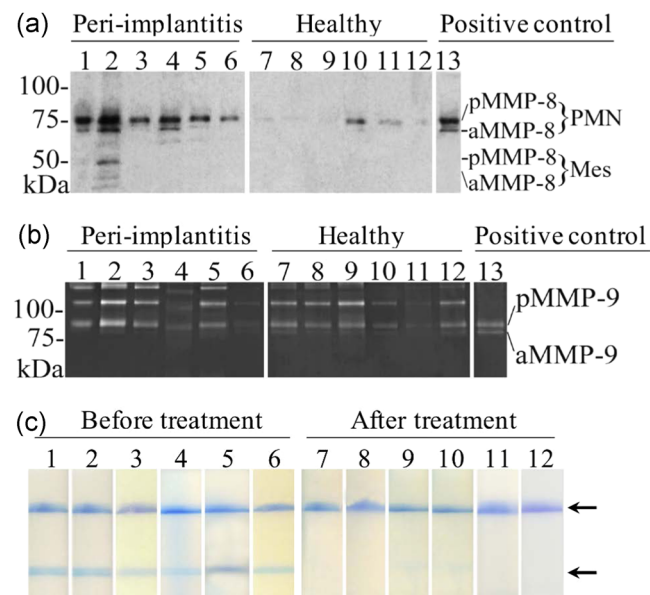 (a)
Peri-implantitis Healthy Positive control
1 2 3 4 5 6 7 8 9 10 11 12 13
100-
75-
50-
kDa
pMMP-8
aMMP-8
PMN
pMMP-8
aMMP-8
Mes
(b)
Peri-implantitis Healthy Positive control
1 2 3 4 5 6 7 8 9 10 11 12 13
100-
75-
kDa
pMMP-9
aMMP-9
(c)
Before treatment After treatment
1 2 3 4 5 6 7 8 9 10 11 12